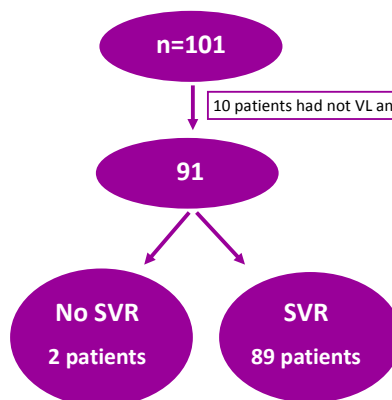 n=101
10 patients had not VL an
91
No SVR
2 patients
SVR
89 patients